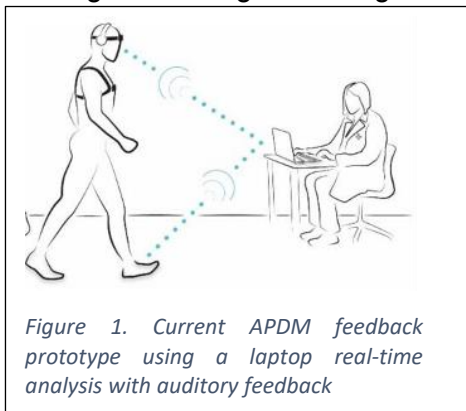 Figure 1. Current APDM feedback
prototype using a laptop real-time
analysis with auditory feedback